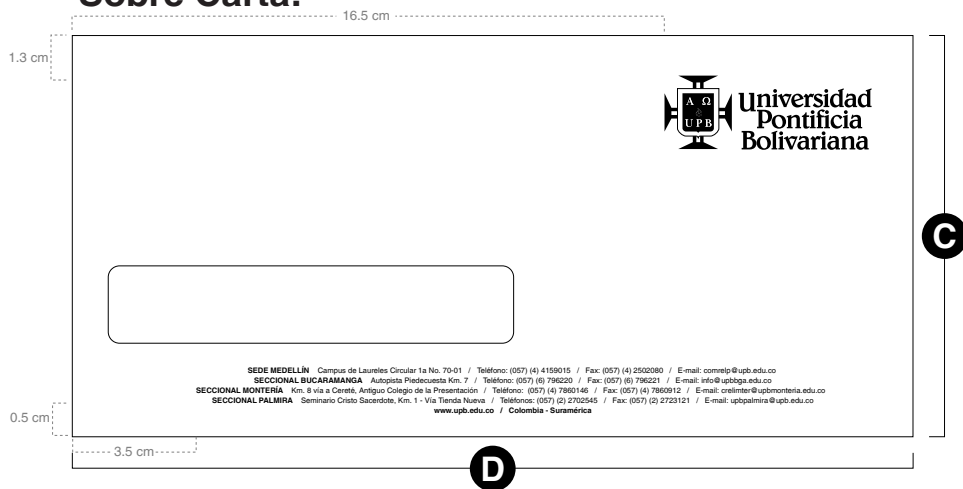 Sobre Carta:
16.5 cm
1.3 cm
Α Ω
UPB
Universidad
Pontificia
Bolivariana
C
SEDE MEDELLÍN Campus de Laureles Circular 1a No. 70-01 / Teléfono: (057) (4) 4159015 / Fax: (057) (4) 2502080 / E-mail: comrelp@upb.edu.co
SECCIONAL BUCARAMANGA Autopista Piedecuesta Km. 7 / Teléfono: (057) (6) 796220 / Fax: (057) (6) 796221 / E-mail: info@upbbga.edu.co
SECCIONAL MONTERÍA Km. 8 vía a Cereté, Antiguo Colegio de la Presentación / Teléfono: (057) (4) 7860146 / Fax: (057) (4) 7860912 / E-mail: crelimter@upbmonteria.edu.co
SECCIONAL PALMIRA Seminario Cristo Sacerdote, Km. 1 - Vía Tienda Nueva / Teléfonos: (057) (2) 2702545 / Fax: (057) (2) 2723121 / E-mail: upbpalmira@upb.edu.co
www.upb.edu.co / Colombia - Suramérica
0.5 cm
3.5 cm
D